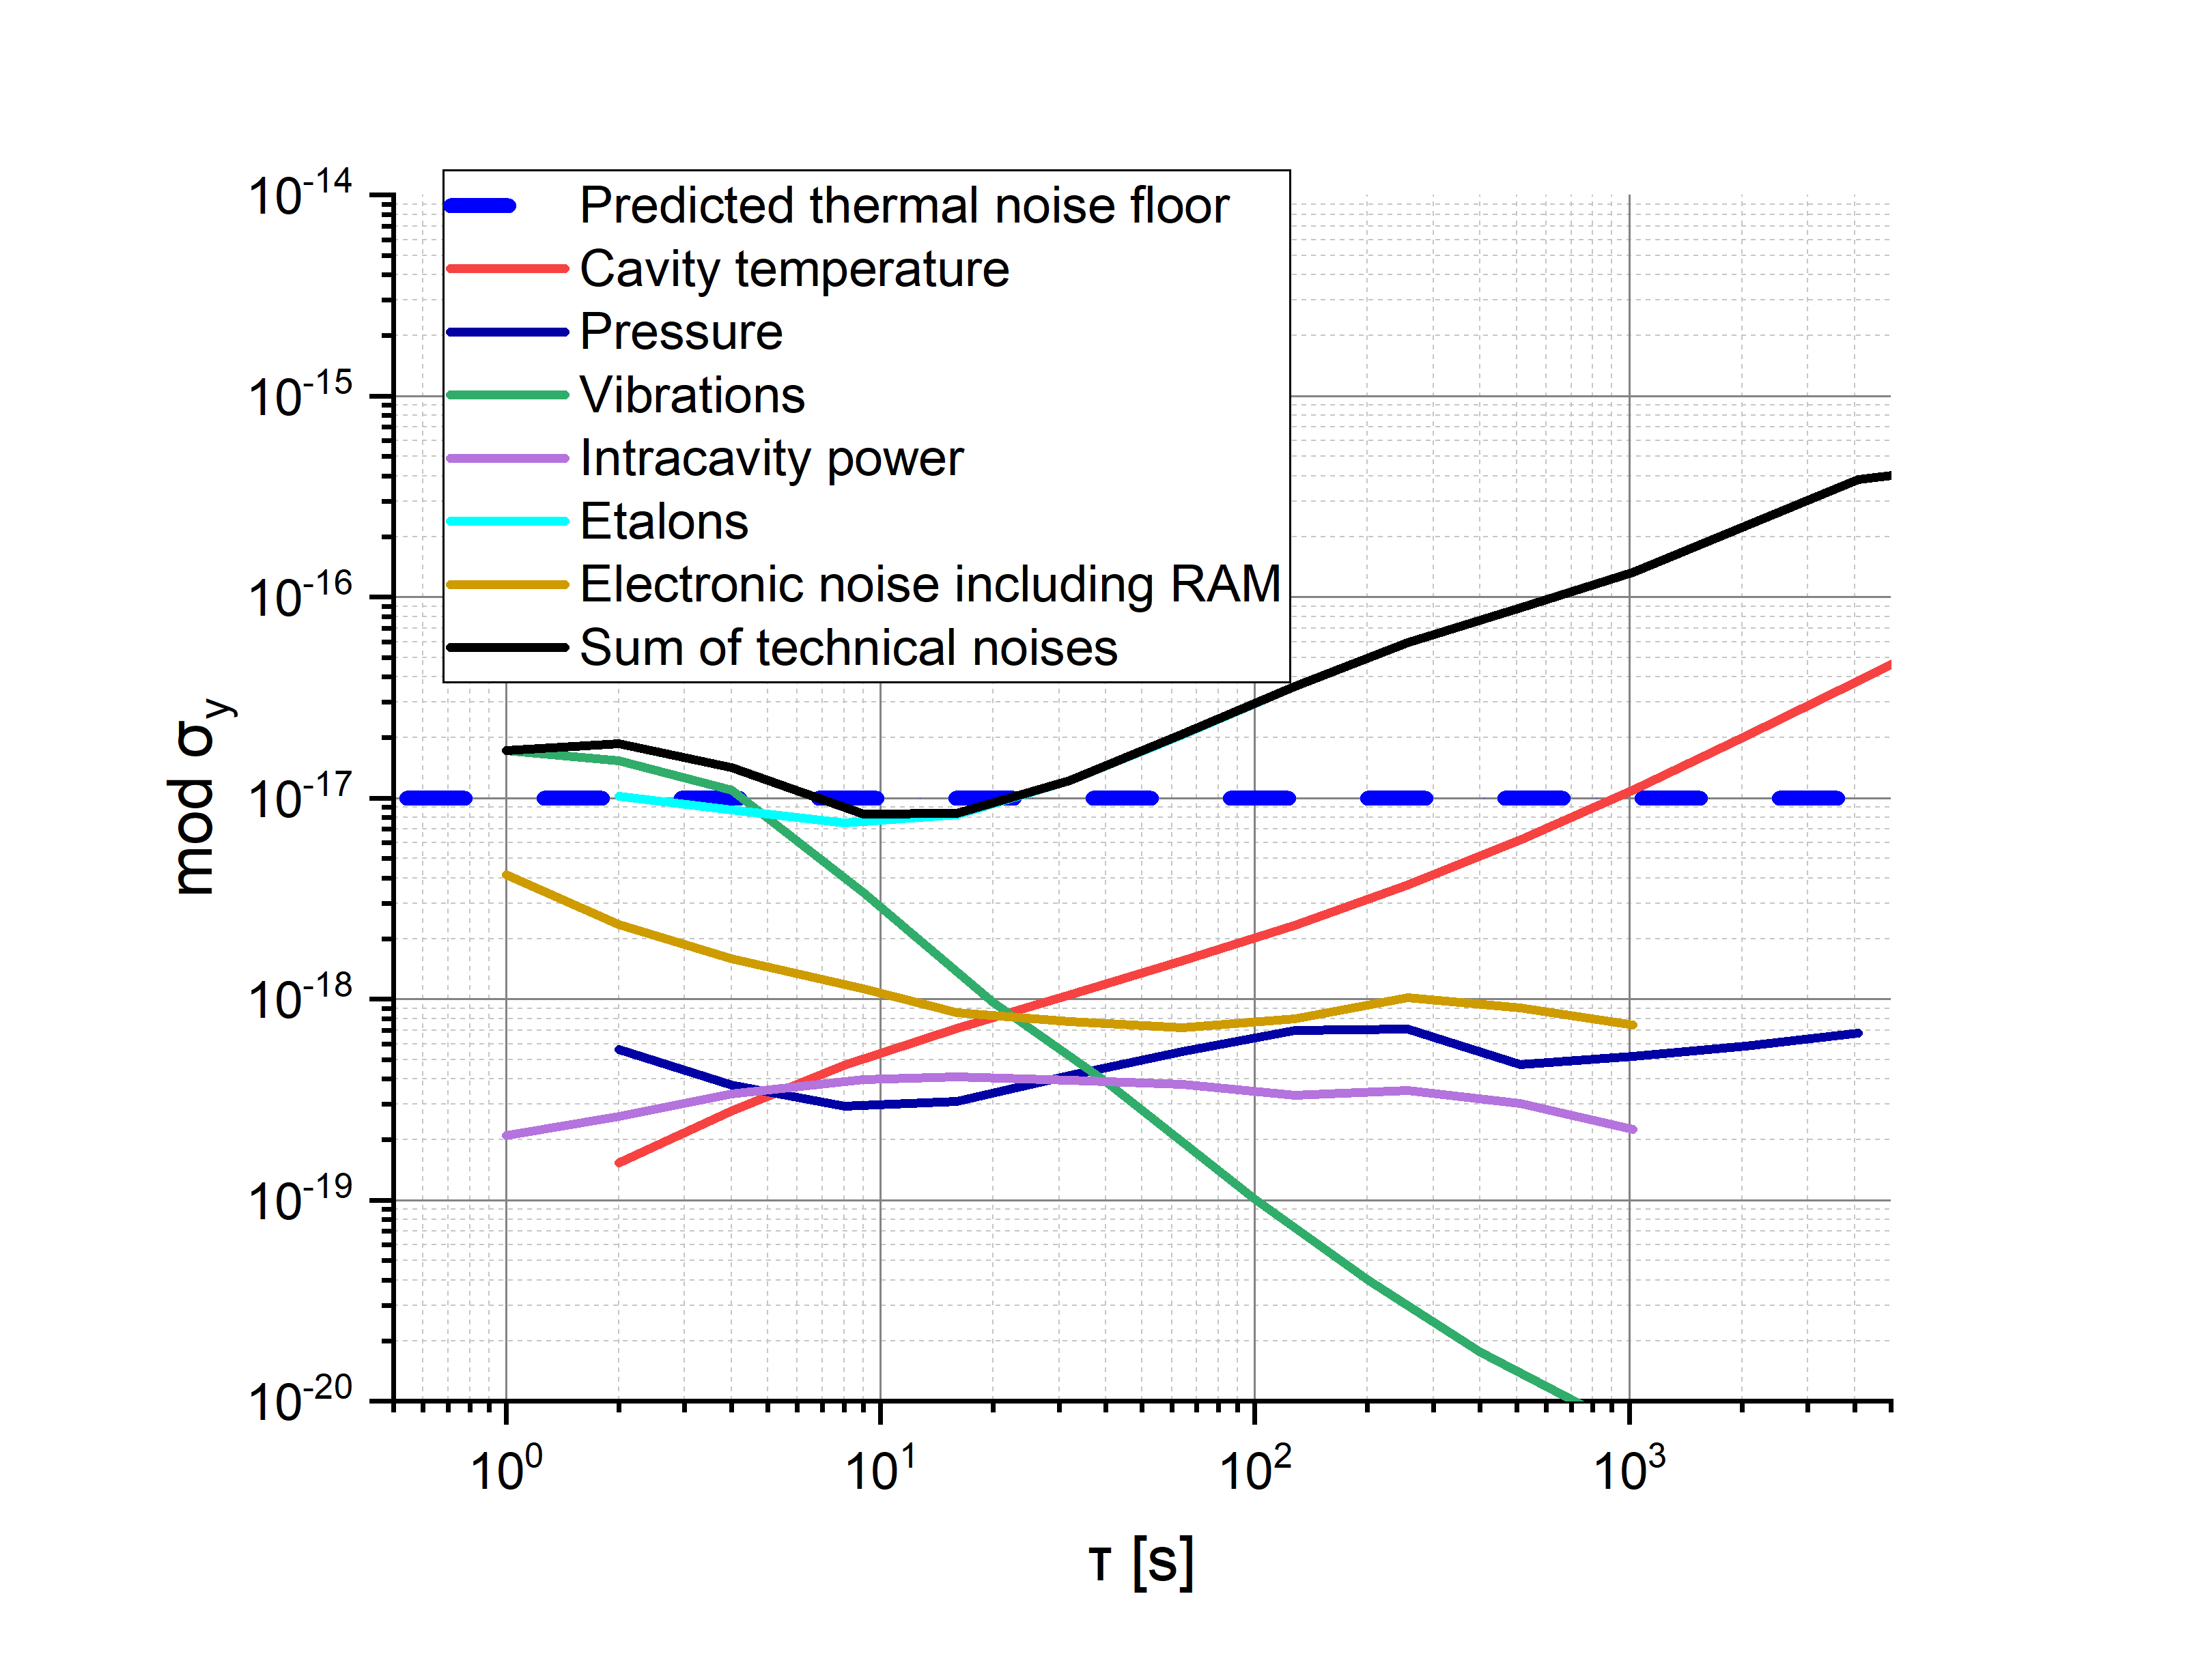 Predicted thermal noise floor
Cavity temperature
Pressure
Vibrations
Intracavity power
Etalons
Electronic noise including RAM
Sum of technical noises
10⁻¹⁴
10⁻¹⁵
10⁻¹⁶
10⁻¹⁷
10⁻¹⁸
10⁻¹⁹
10⁻²⁰
mod σy
10⁰ 10¹ 10² 10³
τ [s]